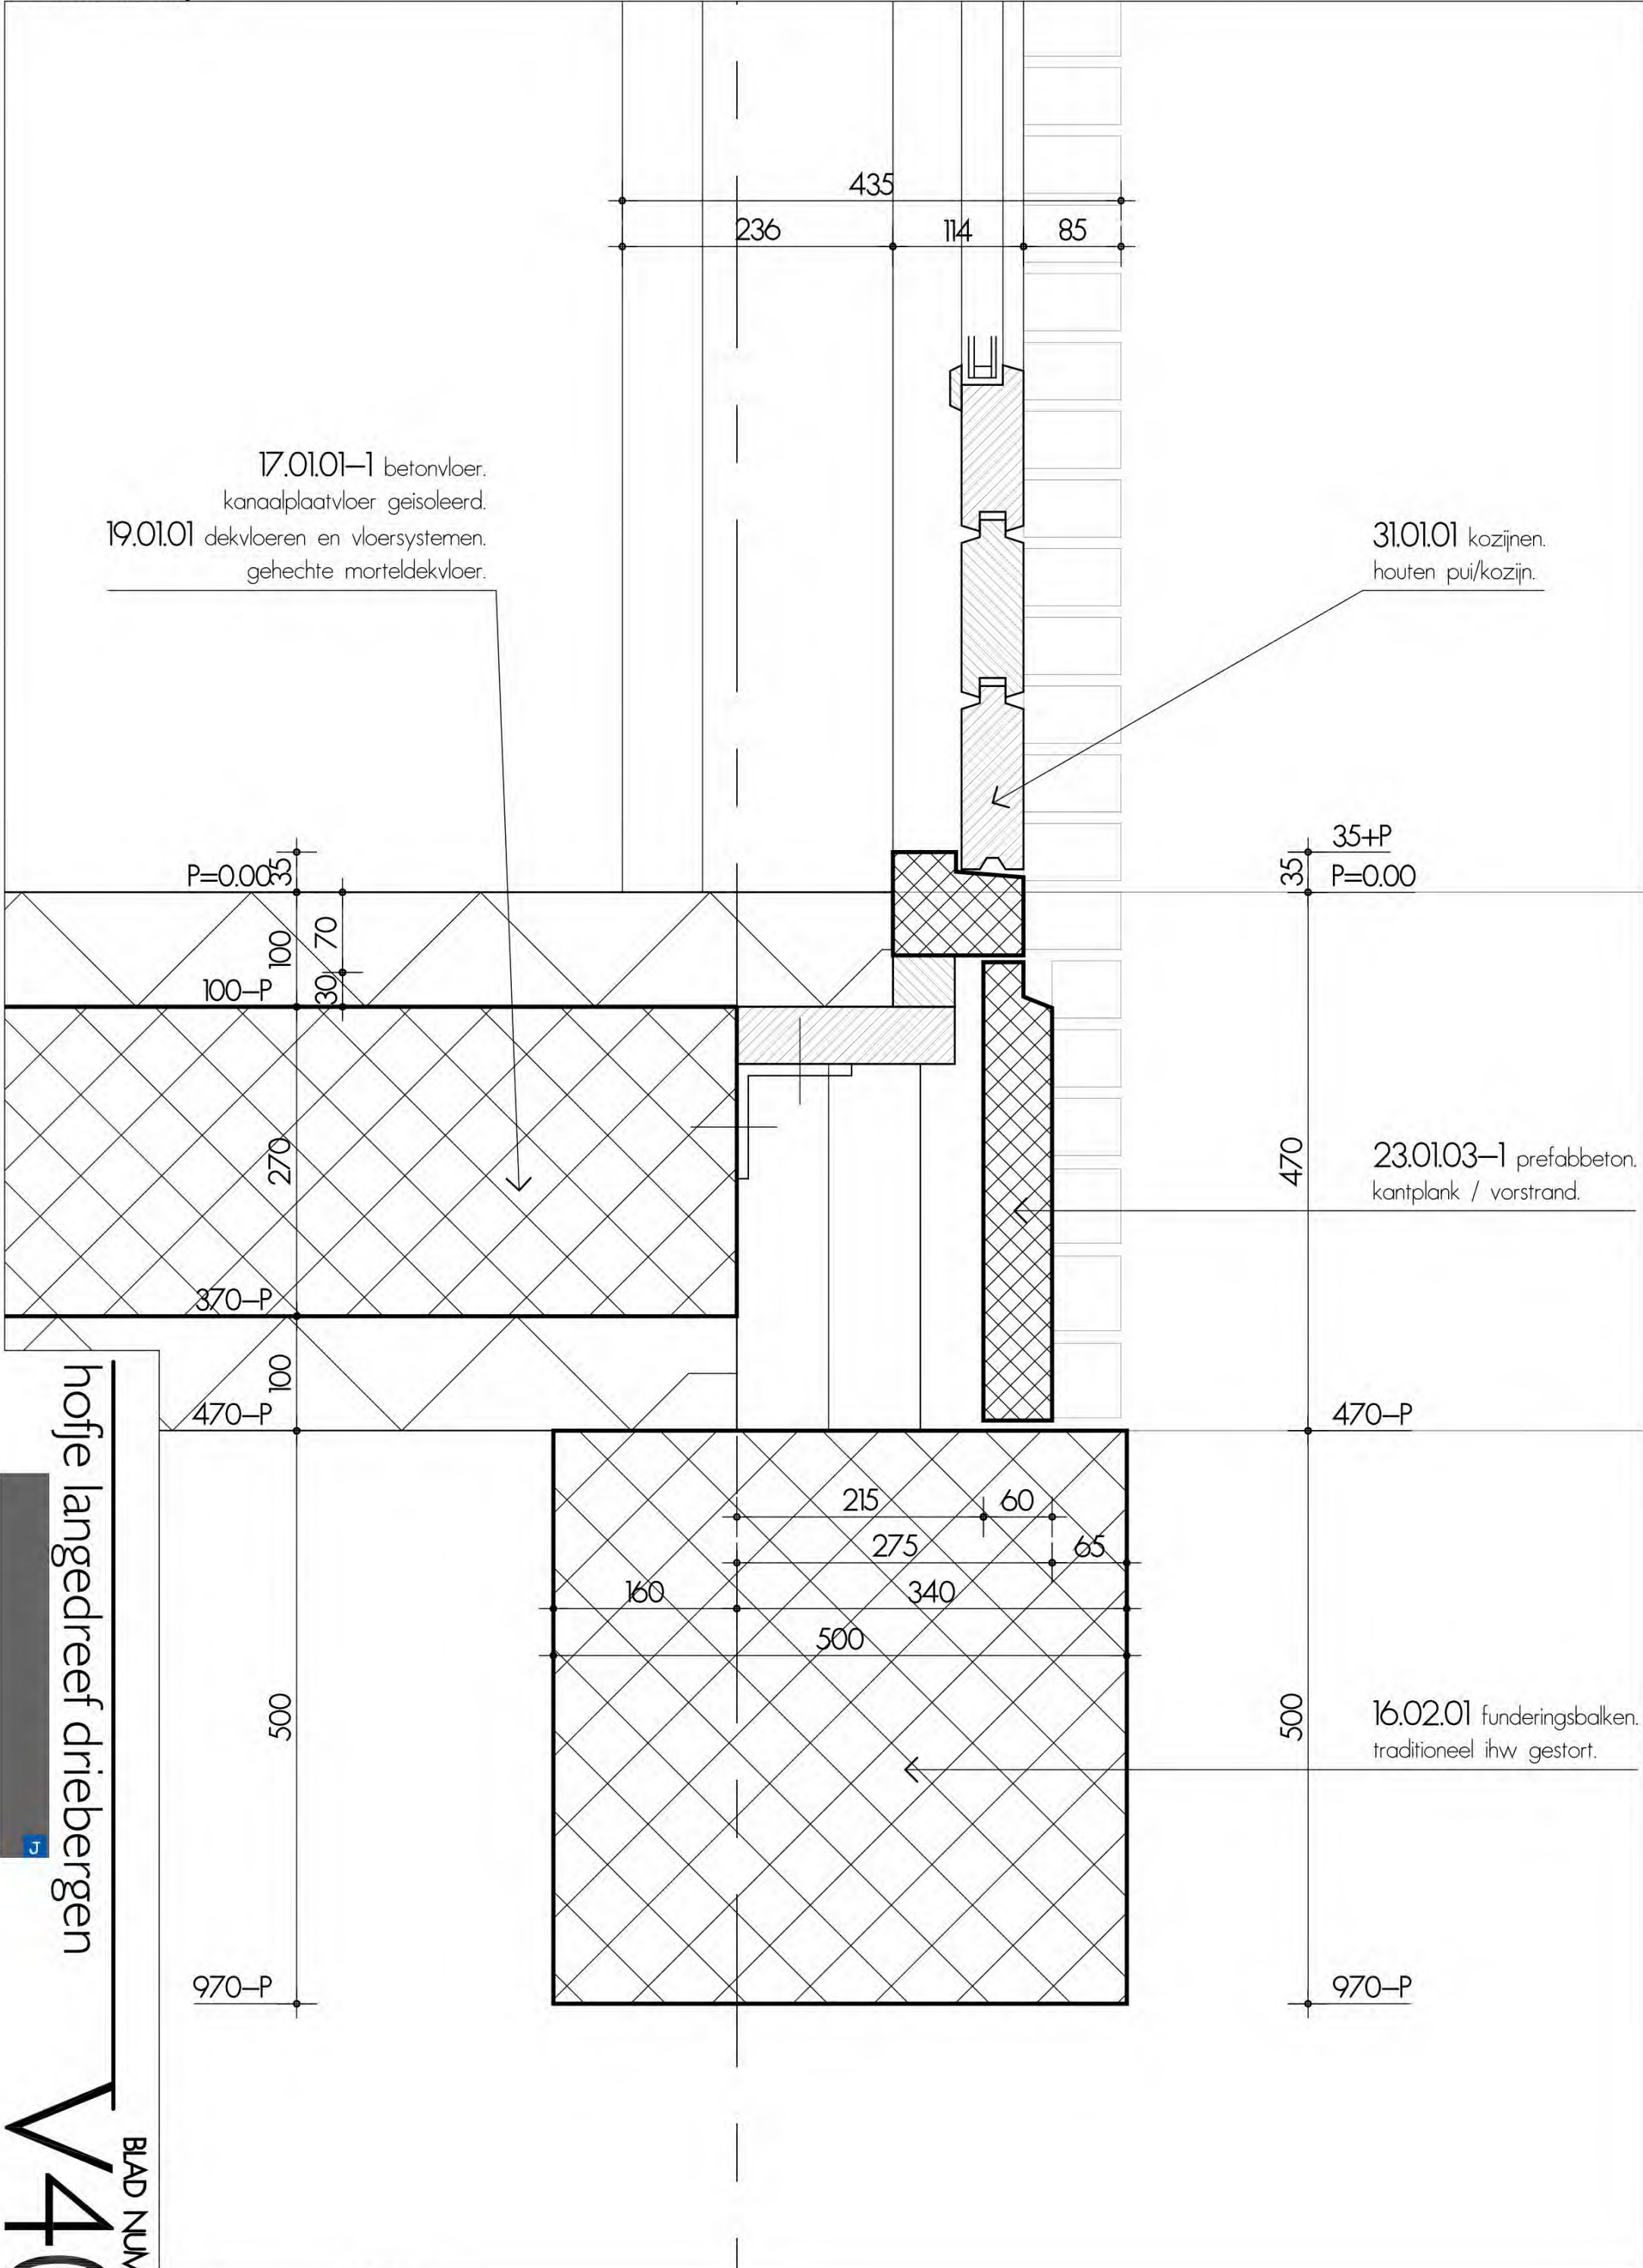 435
236
114
85
17.01.01-1 betonvloer.
kanaalplaatvloer geisoleerd.
19.01.01 dekvloeren en vloersystemen.
gehechte morteldekvloer.
31.01.01 kozijnen.
houten pui/kozijn.
35+P
P=0.00
35
P=0.00
35
100
70
30
100-P
270
470
23.01.03-1 prefabbeton.
kantplank / vorstrand.
370-P
100
470-P
470-P
215
60
275
65
160
340
500
500
500
16.02.01 funderingsbalken.
traditioneel ihw gestort.
970-P
970-P
hofje langedreef driebergen
J